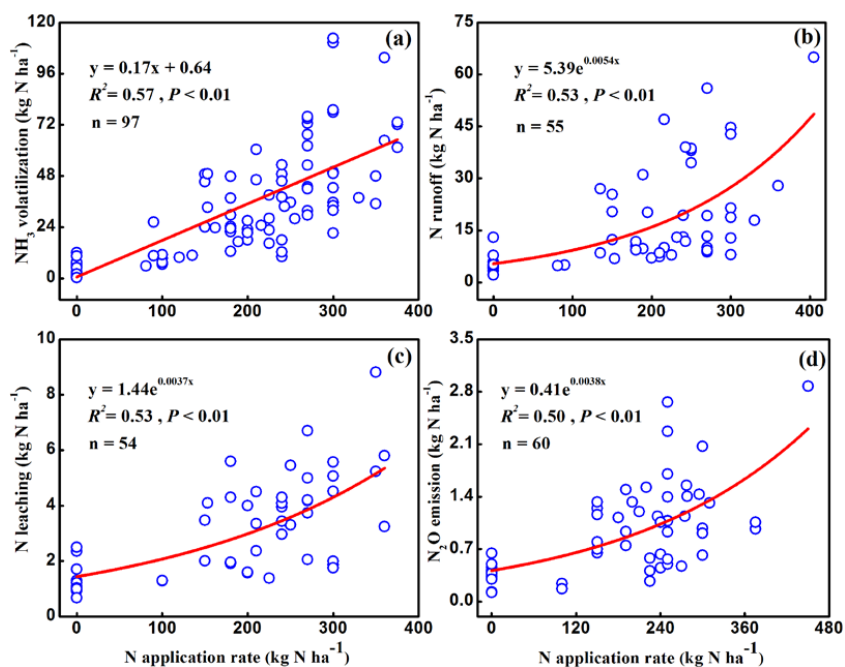 (a)
y = 0.17x + 0.64
R² = 0.57 , P < 0.01
n = 97
NH₃ volatilization (kg N ha⁻¹)
120
96
72
48
24
0
0 100 200 300 400
(b)
y = 5.39e^0.0054x
R² = 0.53 , P < 0.01
n = 55
N runoff (kg N ha⁻¹)
75
60
45
30
15
0
0 100 200 300 400
(c)
y = 1.44e^0.0037x
R² = 0.53 , P < 0.01
n = 54
N leaching (kg N ha⁻¹)
10
8
6
4
2
0
0 100 200 300 400
N application rate (kg N ha⁻¹)
(d)
y = 0.41e^0.0038x
R² = 0.50 , P < 0.01
n = 60
N₂O emission (kg N ha⁻¹)
3.5
2.8
2.1
1.4
0.7
0.0
0 120 240 360 480
N application rate (kg N ha⁻¹)